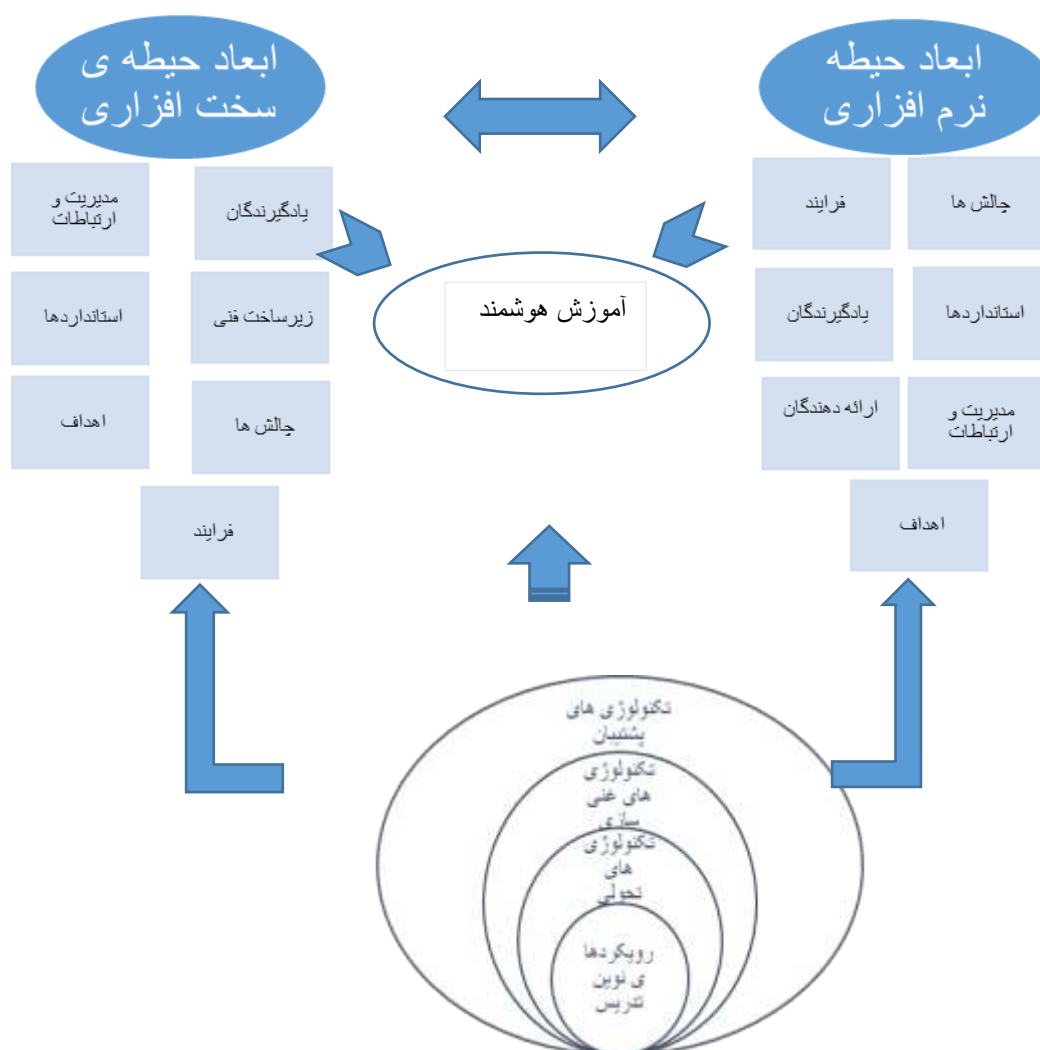 ابعاد حیطه
نرم افزاری
ابعاد حیطه ی
سخت افزاری
چالش ها
فرایند
استانداردها
یادگیرندگان
مدیریت و
ارتباطات
ارائه دهندگان
اهداف
آموزش هوشمند
یادگیرندگان
مدیریت و
ارتباطات
زیرساخت فنی
استانداردها
چالش ها
اهداف
فرایند
تکنولوژی های
پشتیبان
تکنولوژی
های غنی
سازی
تکنولوژی
های
تحولی
رویکردها
ی نوین
تدریس